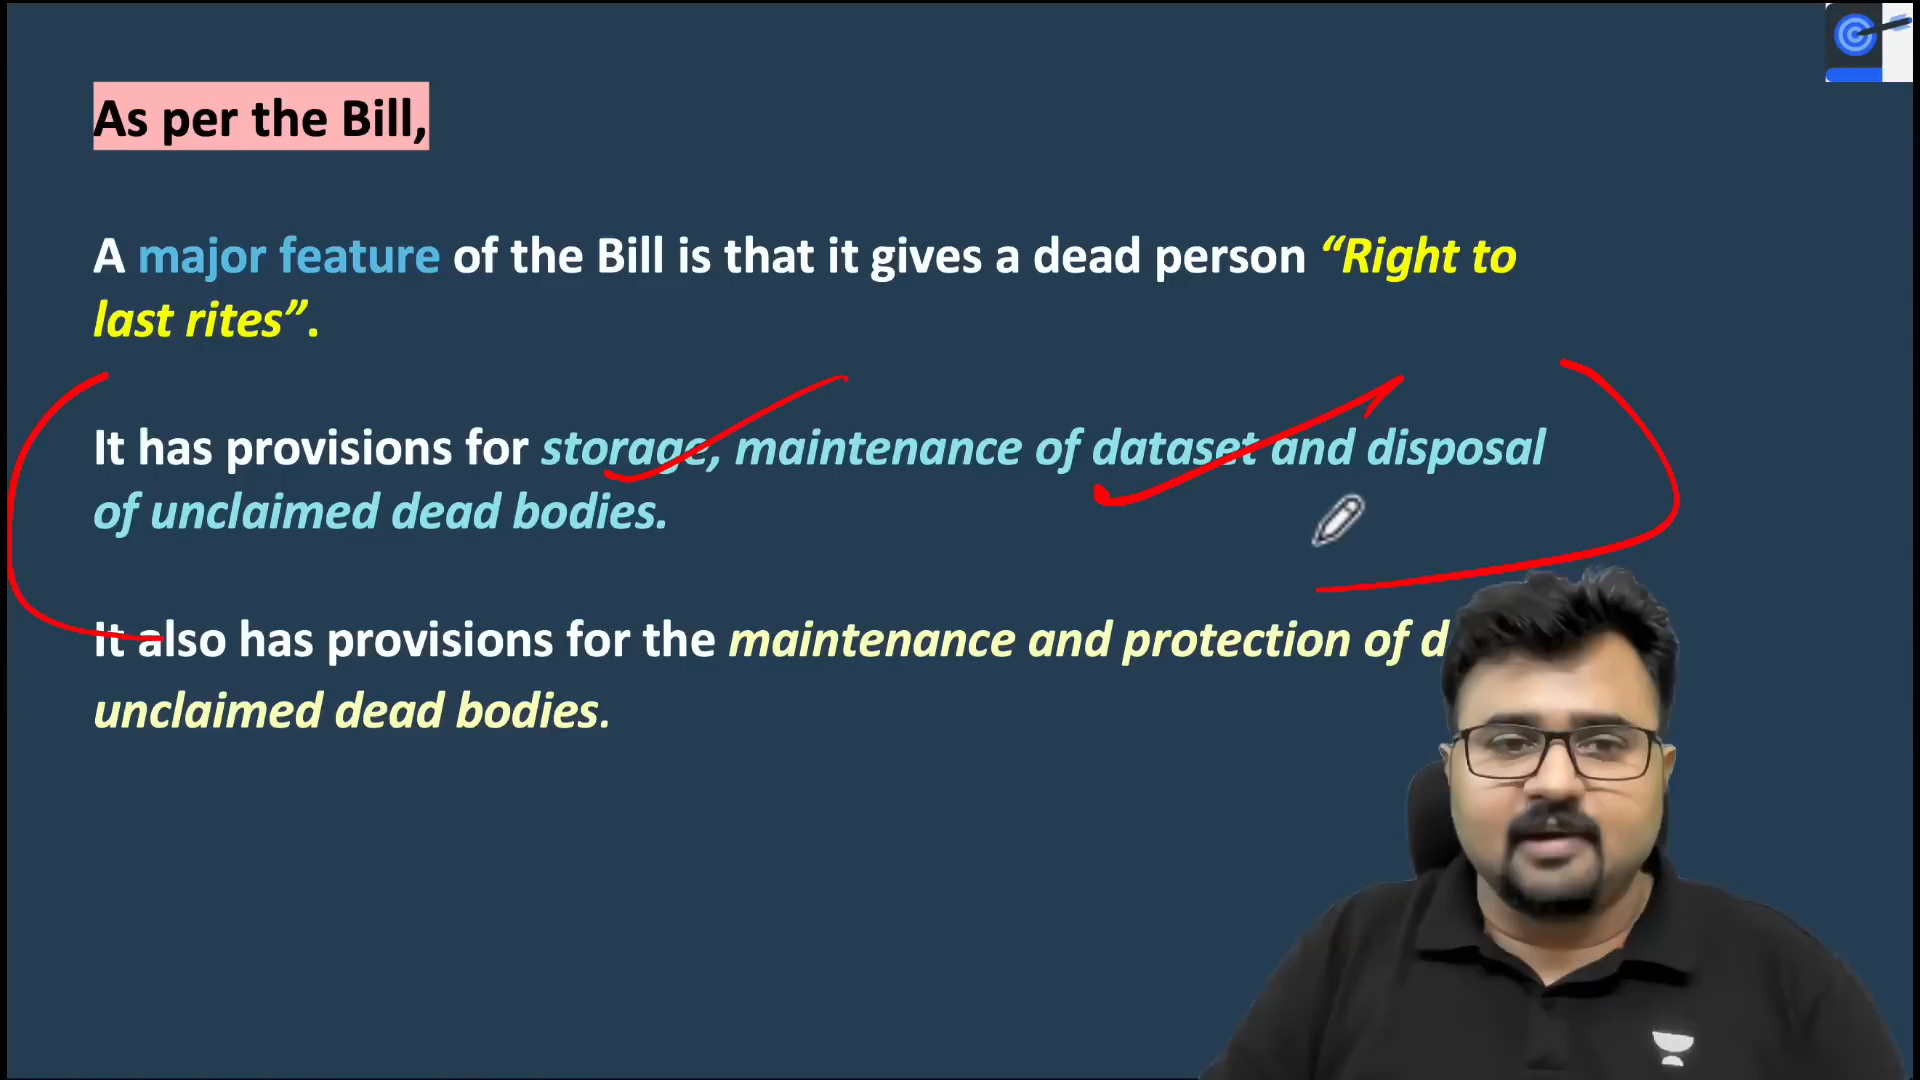 As per the Bill,
A major feature of the Bill is that it gives a dead person “Right to
last rites”.
It has provisions for storage, maintenance of dataset and disposal
of unclaimed dead bodies.
It also has provisions for the maintenance and protection of d
unclaimed dead bodies.